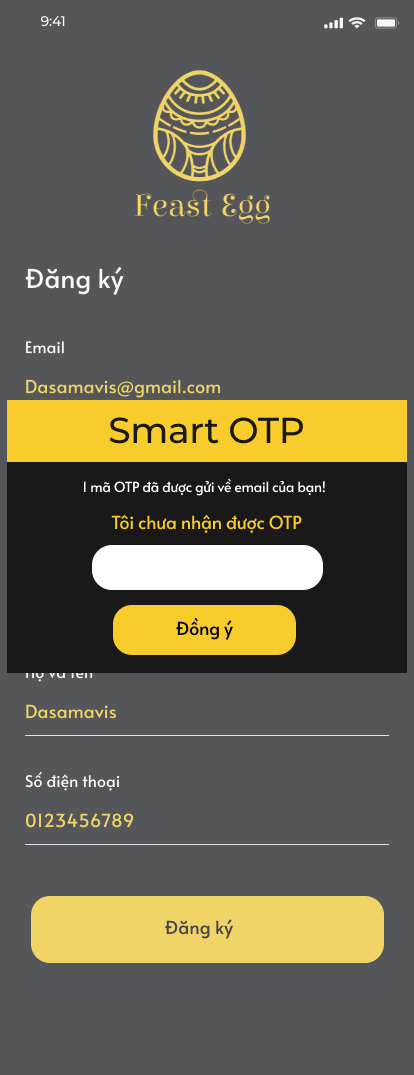 9:41
Feast Egg
Đăng ký
Email
Dasamavis@gmail.com
Smart OTP
1 mã OTP đã được gửi về email của bạn!
Tôi chưa nhận được OTP
Đồng ý
Họ và tên
Dasamavis
Số điện thoại
0123456789
Đăng ký